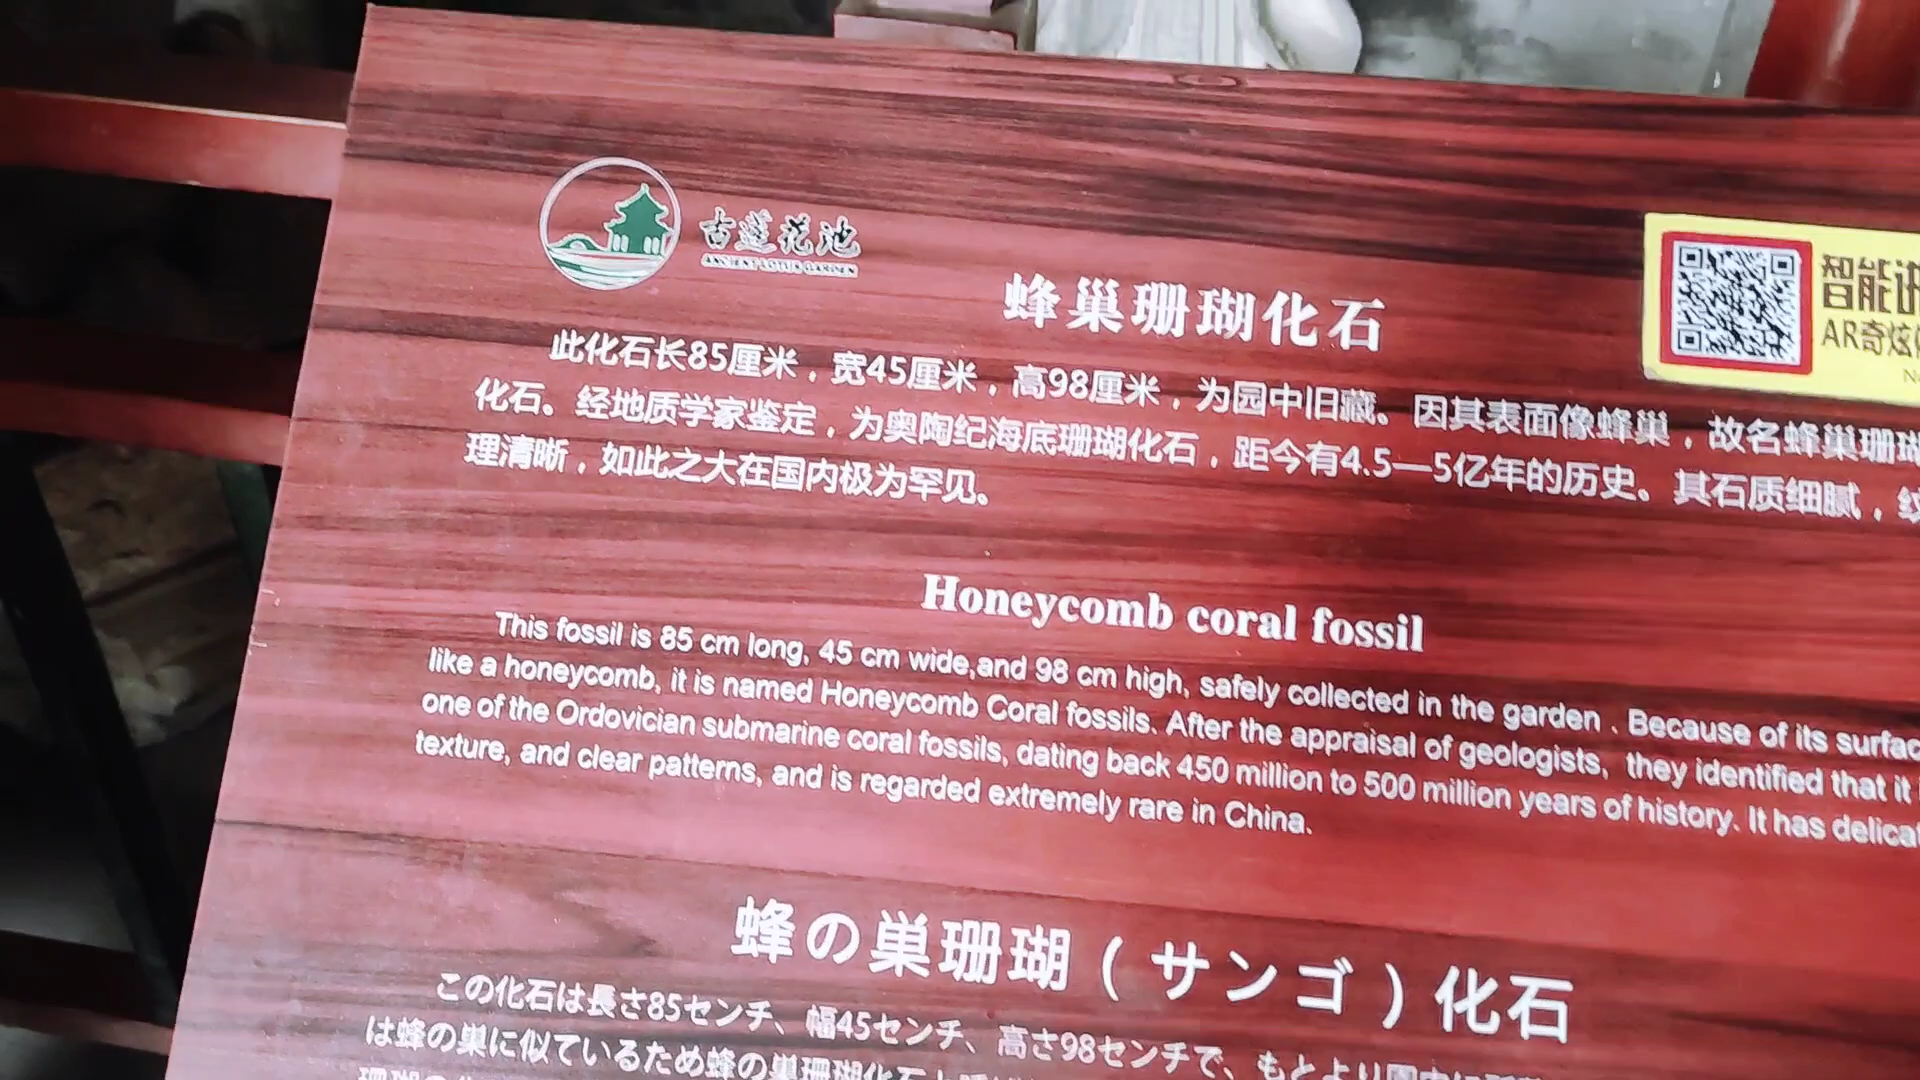 古莲花池
ANCIENT LOTUS GARDEN
智能讲
AR奇炫
蜂巢珊瑚化石
此化石长85厘米，宽45厘米，高98厘米，为园中旧藏。因其表面像蜂巢，故名蜂巢珊瑚
化石。经地质学家鉴定，为奥陶纪海底珊瑚化石，距今有4.5—5亿年的历史。其石质细腻，纹
理清晰，如此之大在国内极为罕见。
Honeycomb coral fossil
This fossil is 85 cm long, 45 cm wide,and 98 cm high, safely collected in the garden . Because of its surfac
like a honeycomb, it is named Honeycomb Coral fossils. After the appraisal of geologists, they identified that it
one of the Ordovician submarine coral fossils, dating back 450 million to 500 million years of history. It has delica
texture, and clear patterns, and is regarded extremely rare in China.
蜂の巣珊瑚（サンゴ）化石
この化石は長さ85センチ、幅45センチ、高さ98センチで、もとより園内に
は蜂の巣に似ているため蜂の巣珊瑚化石と